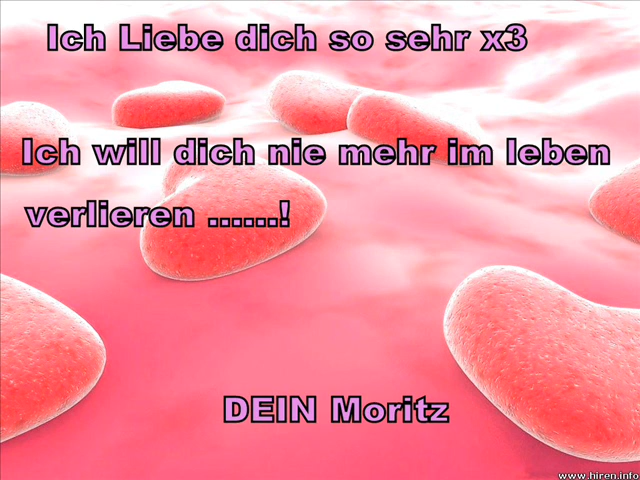 Ich Liebe dich so sehr x3
Ich will dich nie mehr im leben
verlieren ......!
DEIN Moritz
www.hiren.info